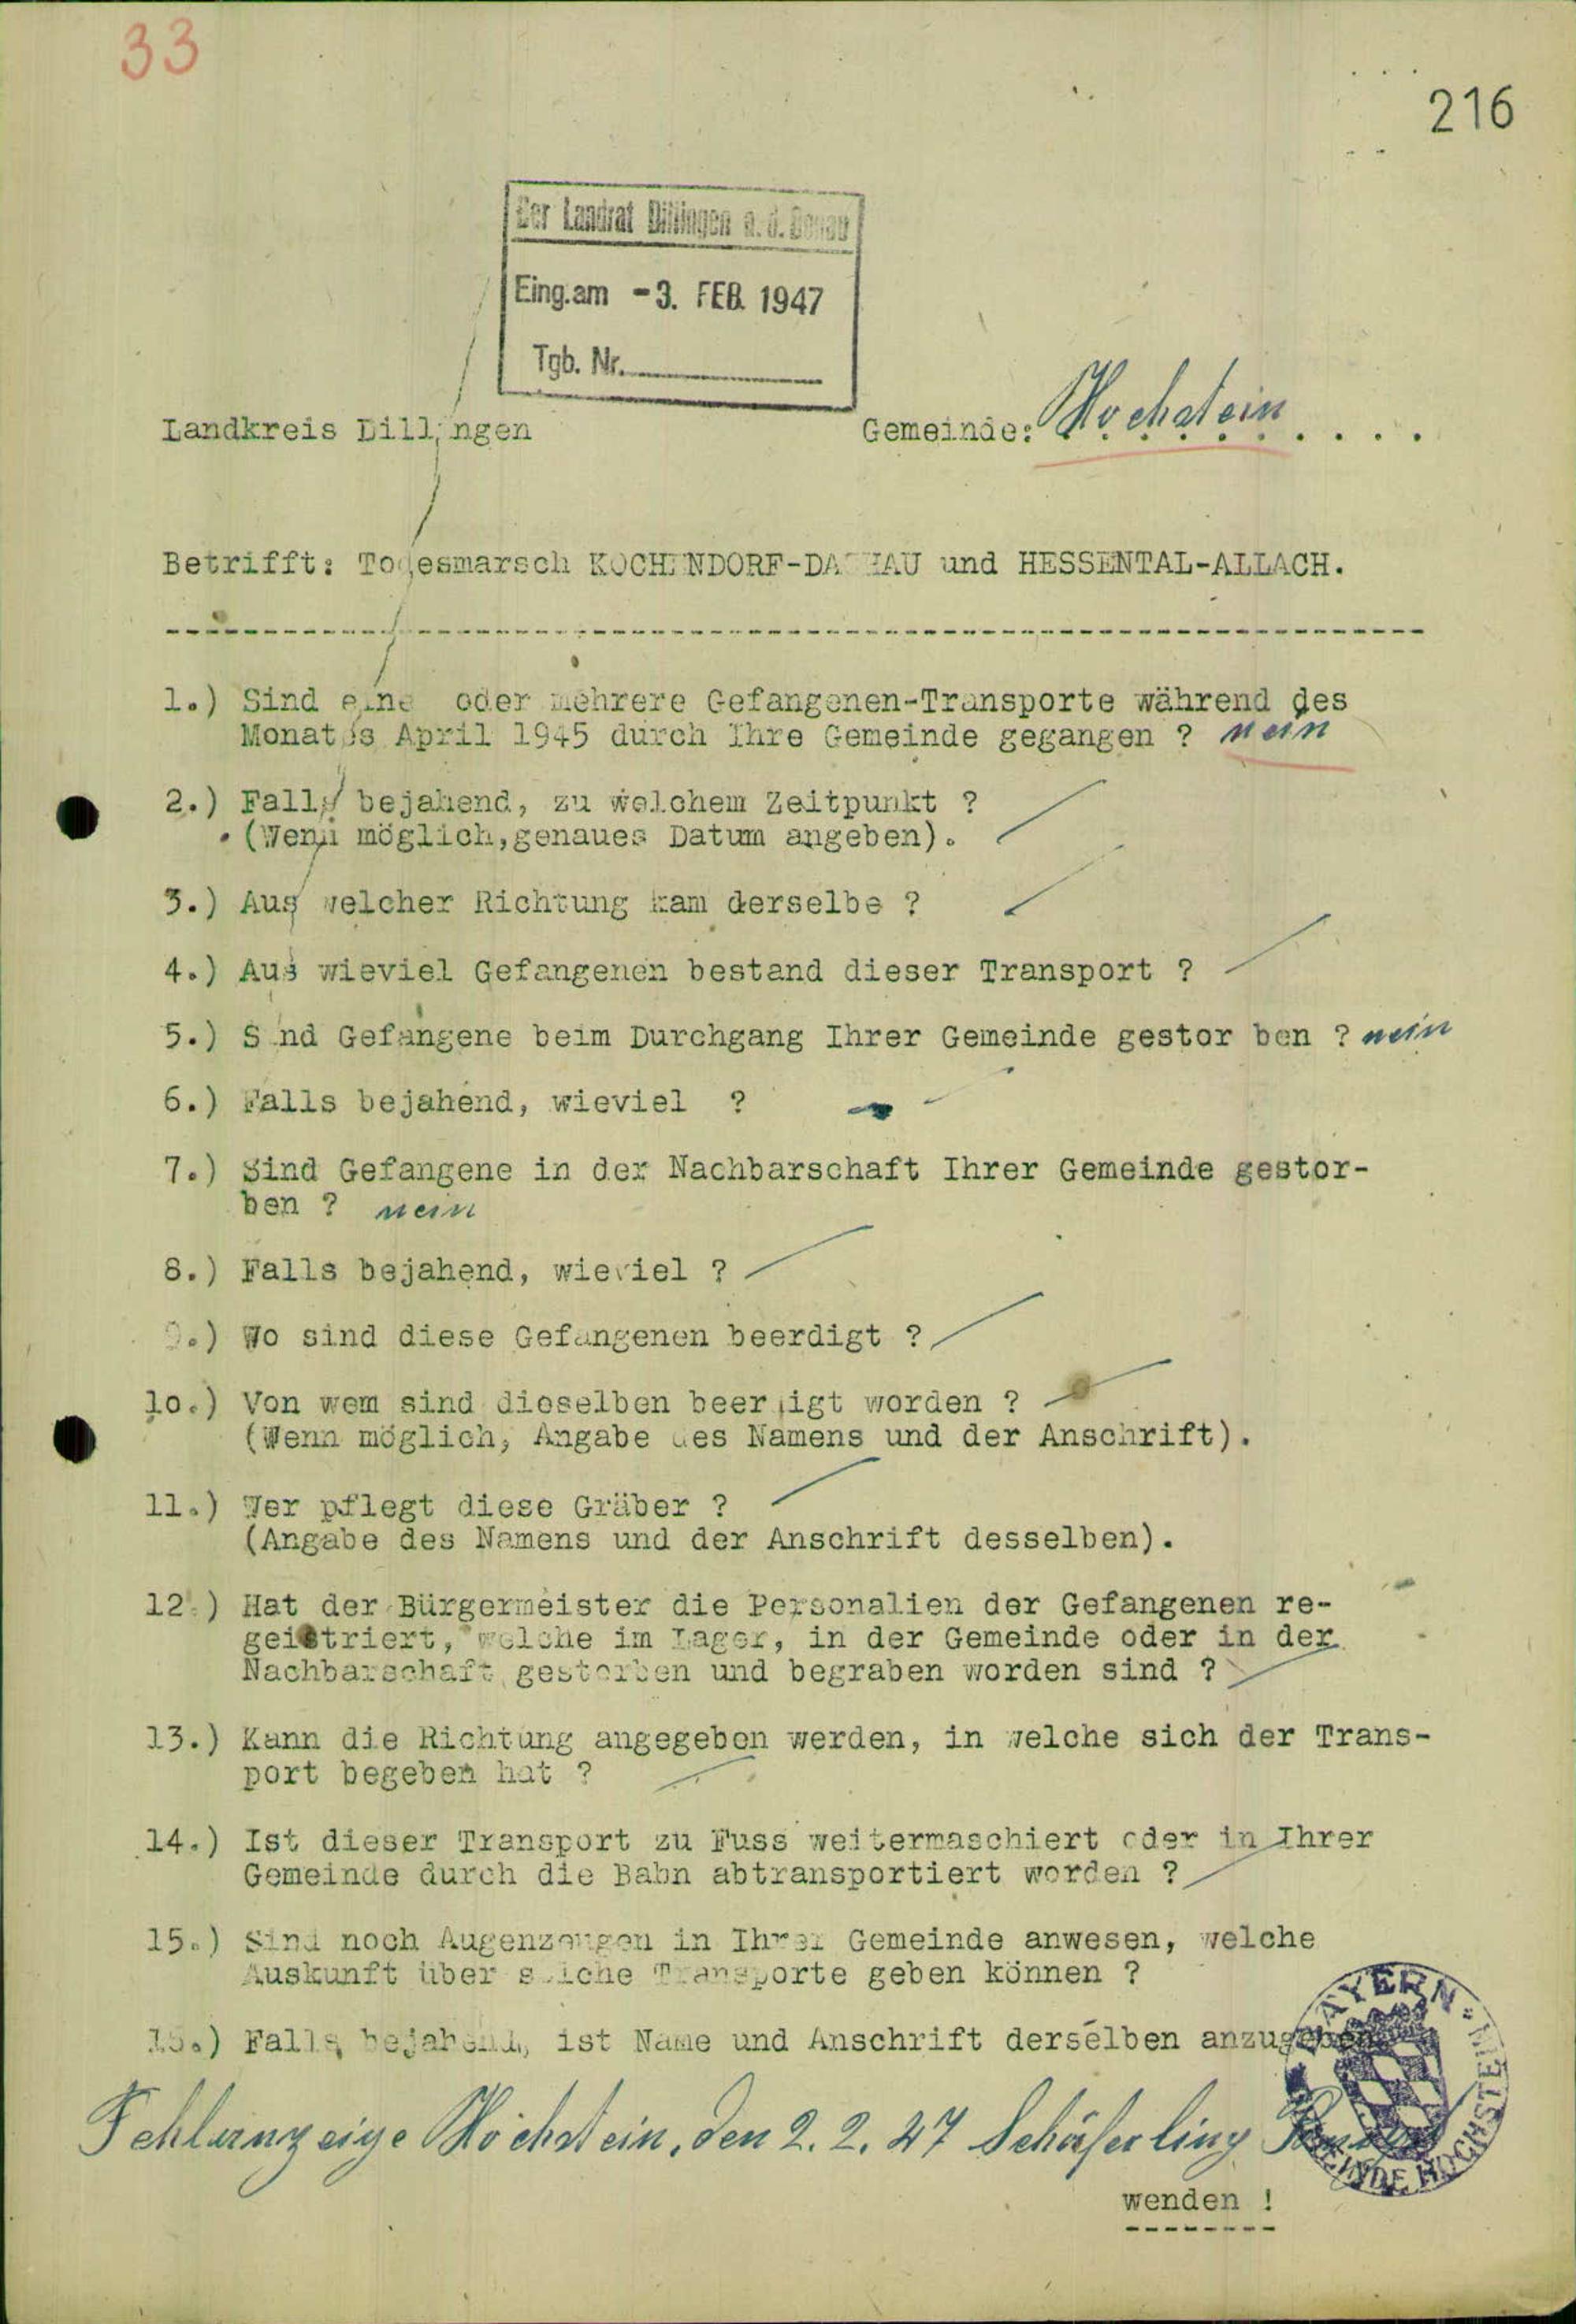 33
216
Der Landrat Dillingen a.d. Donau
Eing.am -3. FEB. 1947
Tgb. Nr.
Landkreis Dillingen
Gemeinde: Hochstein
Betrifft: Todesmarsch KOCHENDORF-DACHAU und HESSENTAL-ALLACH.
1.) Sind eine oder mehrere Gefangenen-Transporte während des
Monates April 1945 durch Ihre Gemeinde gegangen ? nein
2.) Falls bejahend, zu welchem Zeitpunkt ?
(Wenn möglich,genaues Datum angeben).
3.) Aus welcher Richtung kam derselbe ?
4.) Aus wieviel Gefangenen bestand dieser Transport ?
5.) Sind Gefangene beim Durchgang Ihrer Gemeinde gestor ben ? nein
6.) Falls bejahend, wieviel ?
7.) Sind Gefangene in der Nachbarschaft Ihrer Gemeinde gestor-
ben ? nein
8.) Falls bejahend, wieviel ?
9.) Wo sind diese Gefangenen beerdigt ?
10.) Von wem sind dieselben beerdigt worden ?
(Wenn möglich, Angabe des Namens und der Anschrift).
11.) Wer pflegt diese Gräber ?
(Angabe des Namens und der Anschrift desselben).
12.) Hat der Bürgermeister die Personalien der Gefangenen re-
geistriert, welche im Lager, in der Gemeinde oder in der
Nachbarschaft gestorben und begraben worden sind ?
13.) Kann die Richtung angegeben werden, in welche sich der Trans-
port begeben hat ?
14.) Ist dieser Transport zu Fuss weitermaschiert oder in Ihrer
Gemeinde durch die Bahn abtransportiert worden ?
15.) Sind noch Augenzeugen in Ihrer Gemeinde anwesen, welche
Auskunft über solche Transporte geben können ?
16.) Falls bejahend, ist Name und Anschrift derselben anzugeben
BAYERN
GEMEINDE HÖCHSTEIN
Fehlanzeige Höchstein, den 2. 2. 47 Schäferling
wenden !